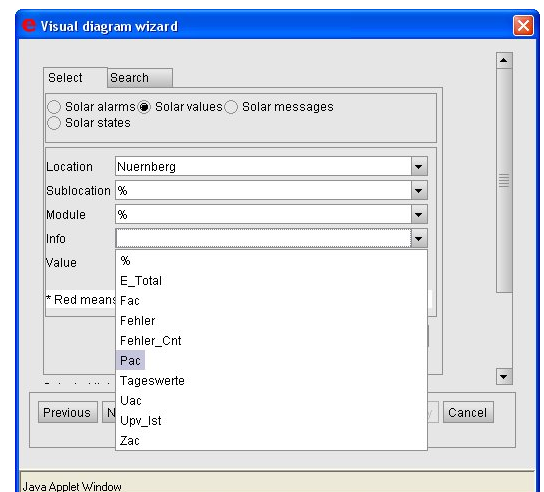 Visual diagram wizard
Select Search
Solar alarms Solar values Solar messages
Solar states
Location Nuernberg
Sublocation %
Module %
Info
Value
%
E_Total
* Red means
Fac
Fehler
Fehler_Cnt
Pac
Tageswerte
Uac
Upv_Ist
Zac
Previous N Cancel
Java Applet Window